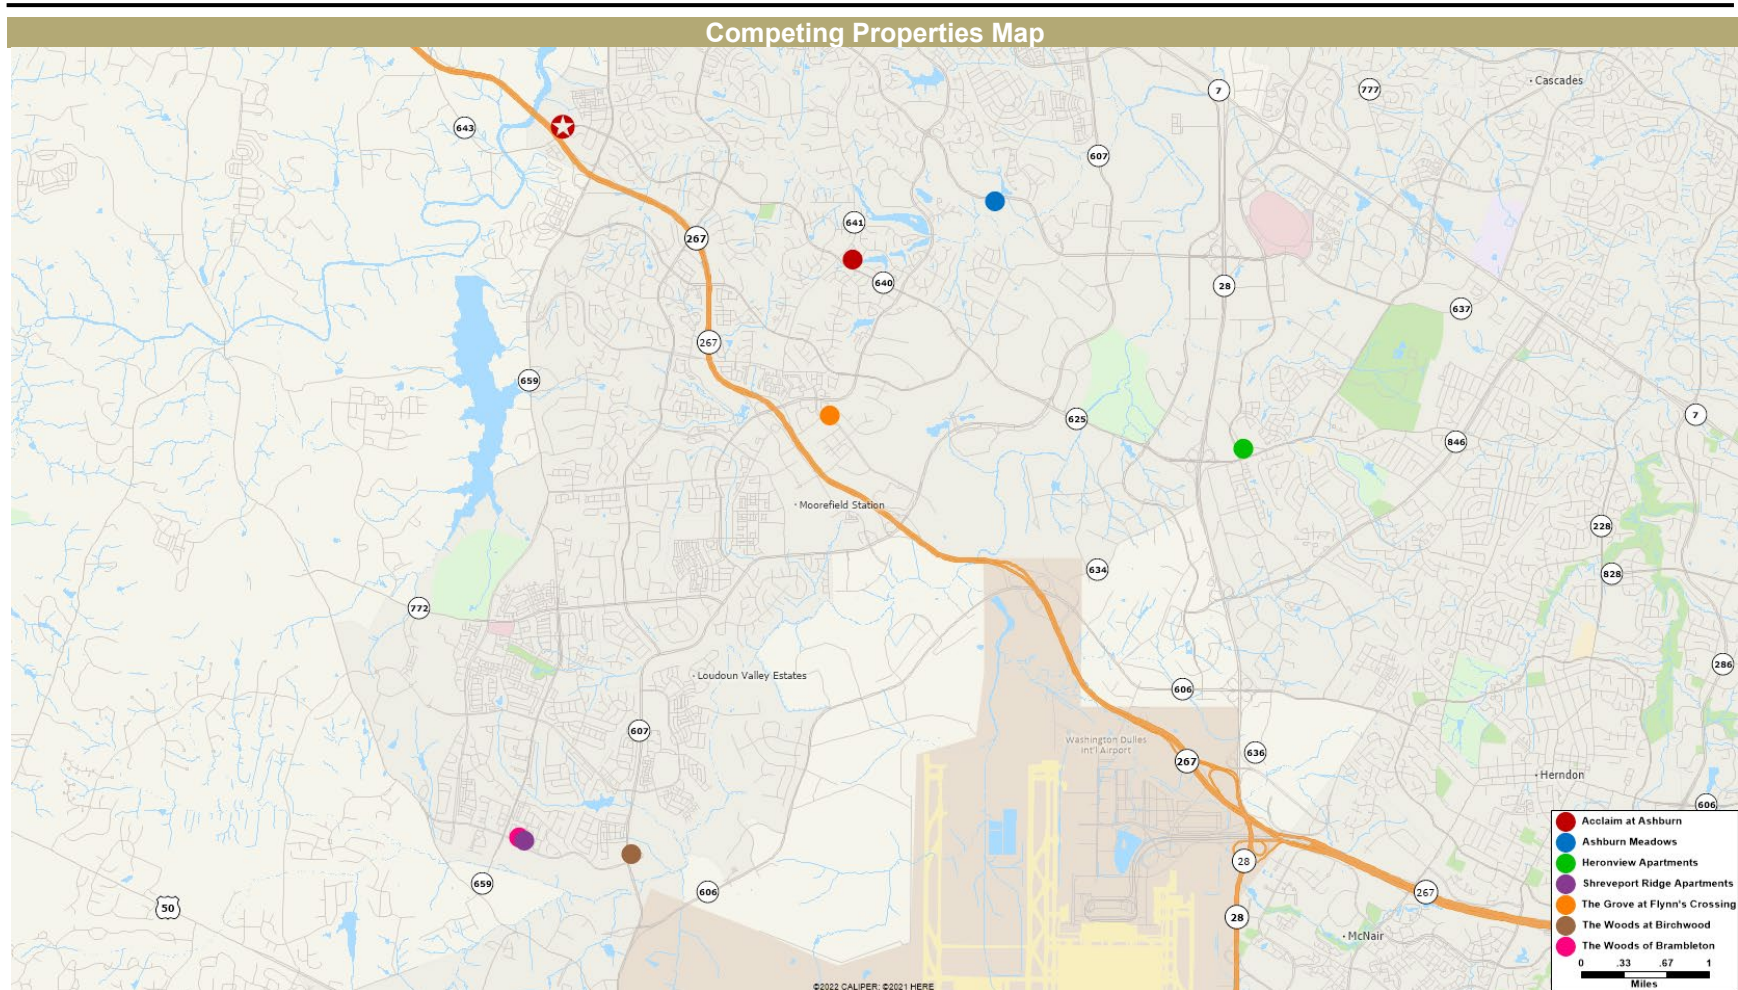 Competing Properties Map
7
777
Cascades
643
607
641
267
640
28
637
267
659
7
625
846
Moorefield Station
228
634
828
772
286
Loudoun Valley Estates
606
607
Washington Dulles
Int'l Airport
636
267
Herndon
606
28
659
606
267
50
28
McNair
Acclaim at Ashburn
Ashburn Meadows
Heronview Apartments
Shreveport Ridge Apartments
The Grove at Flynn's Crossing
The Woods at Birchwood
The Woods of Brambleton
0 .33 .67 1
Miles
©2022 CALIPER; ©2021 HERE